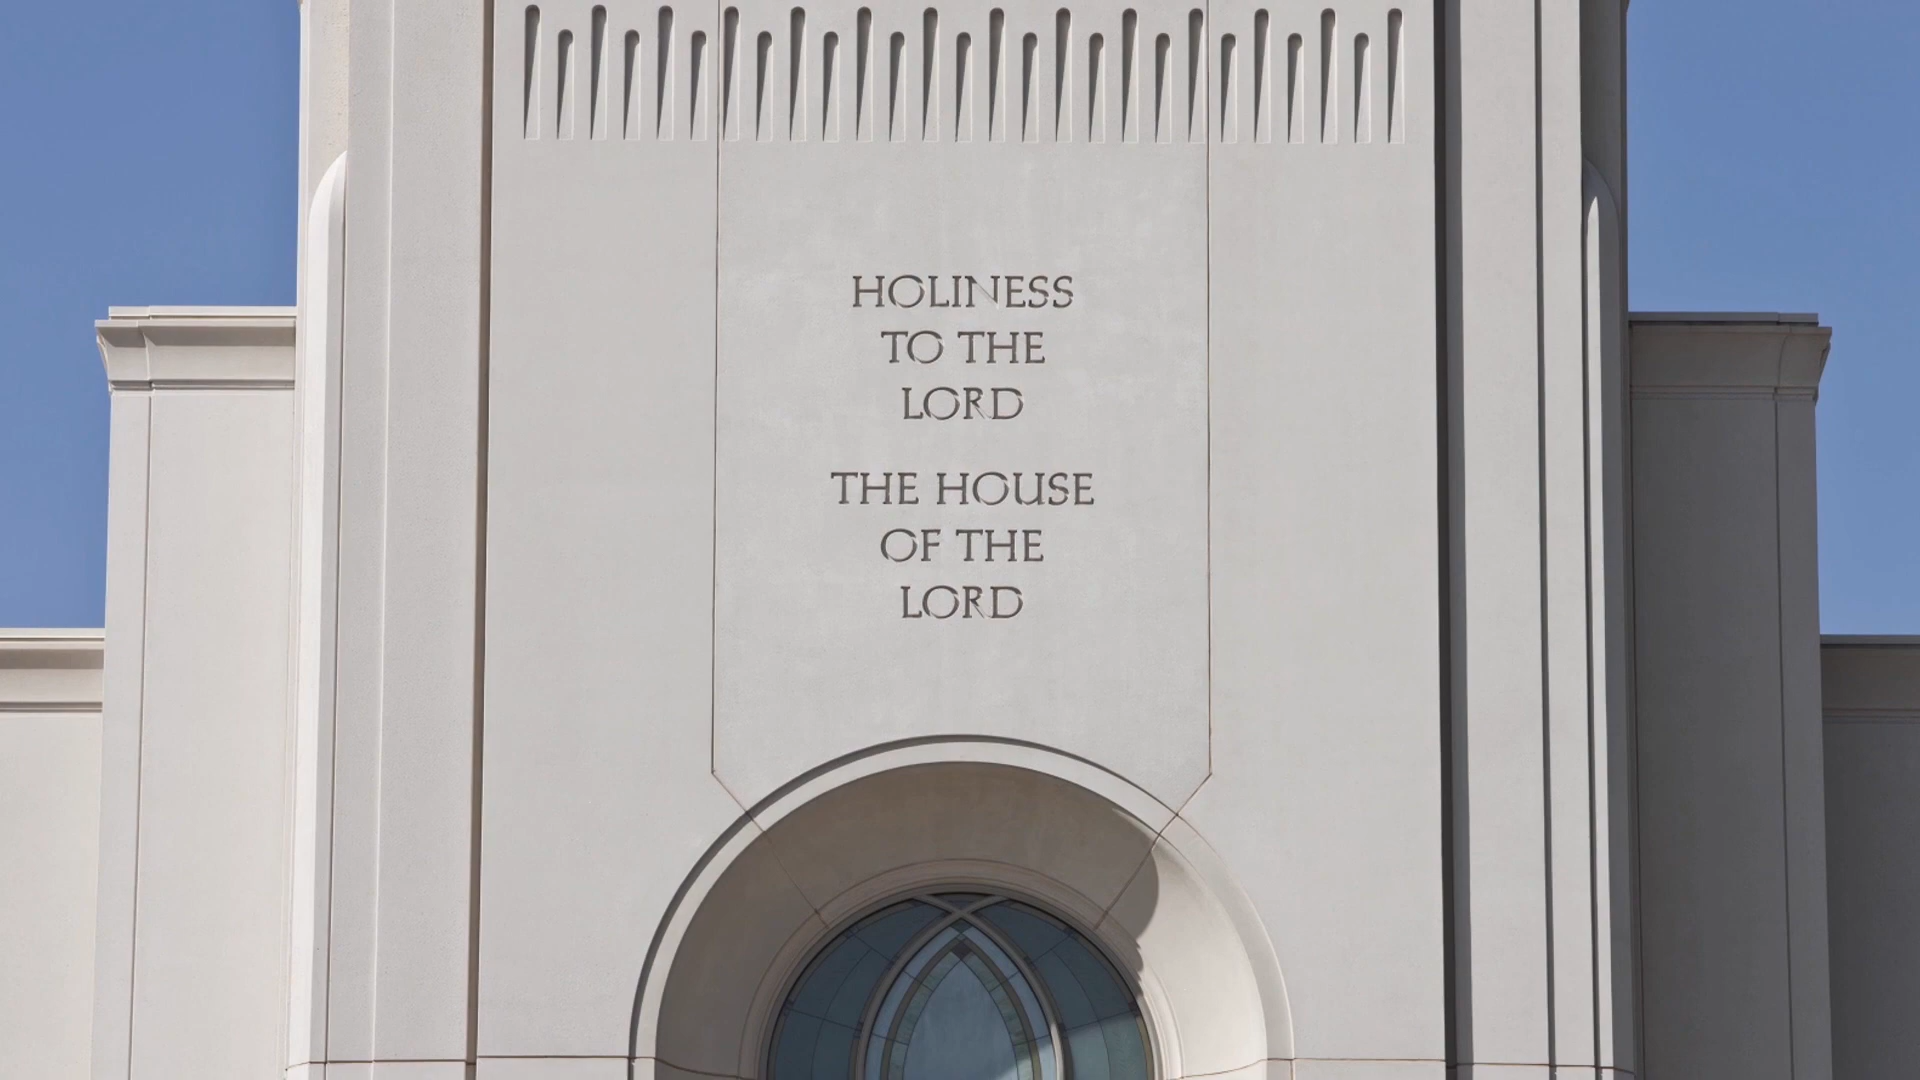 HOLINESS
TO THE
LORD
THE HOUSE
OF THE
LORD